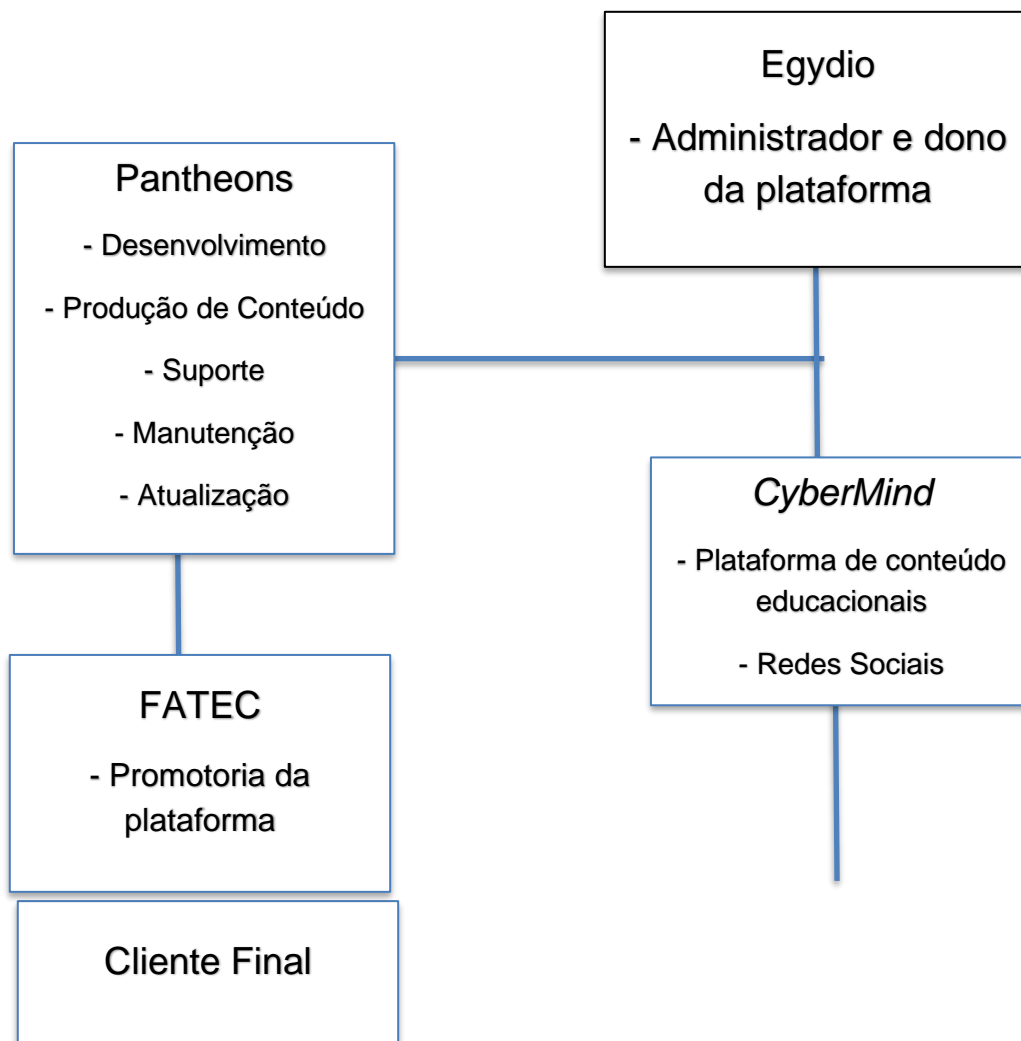 Egydio
- Administrador e dono
da plataforma
Pantheons
- Desenvolvimento
- Produção de Conteúdo
- Suporte
- Manutenção
- Atualização
CyberMind
- Plataforma de conteúdo
educacionais
- Redes Sociais
FATEC
- Promotoria da
plataforma
Cliente Final